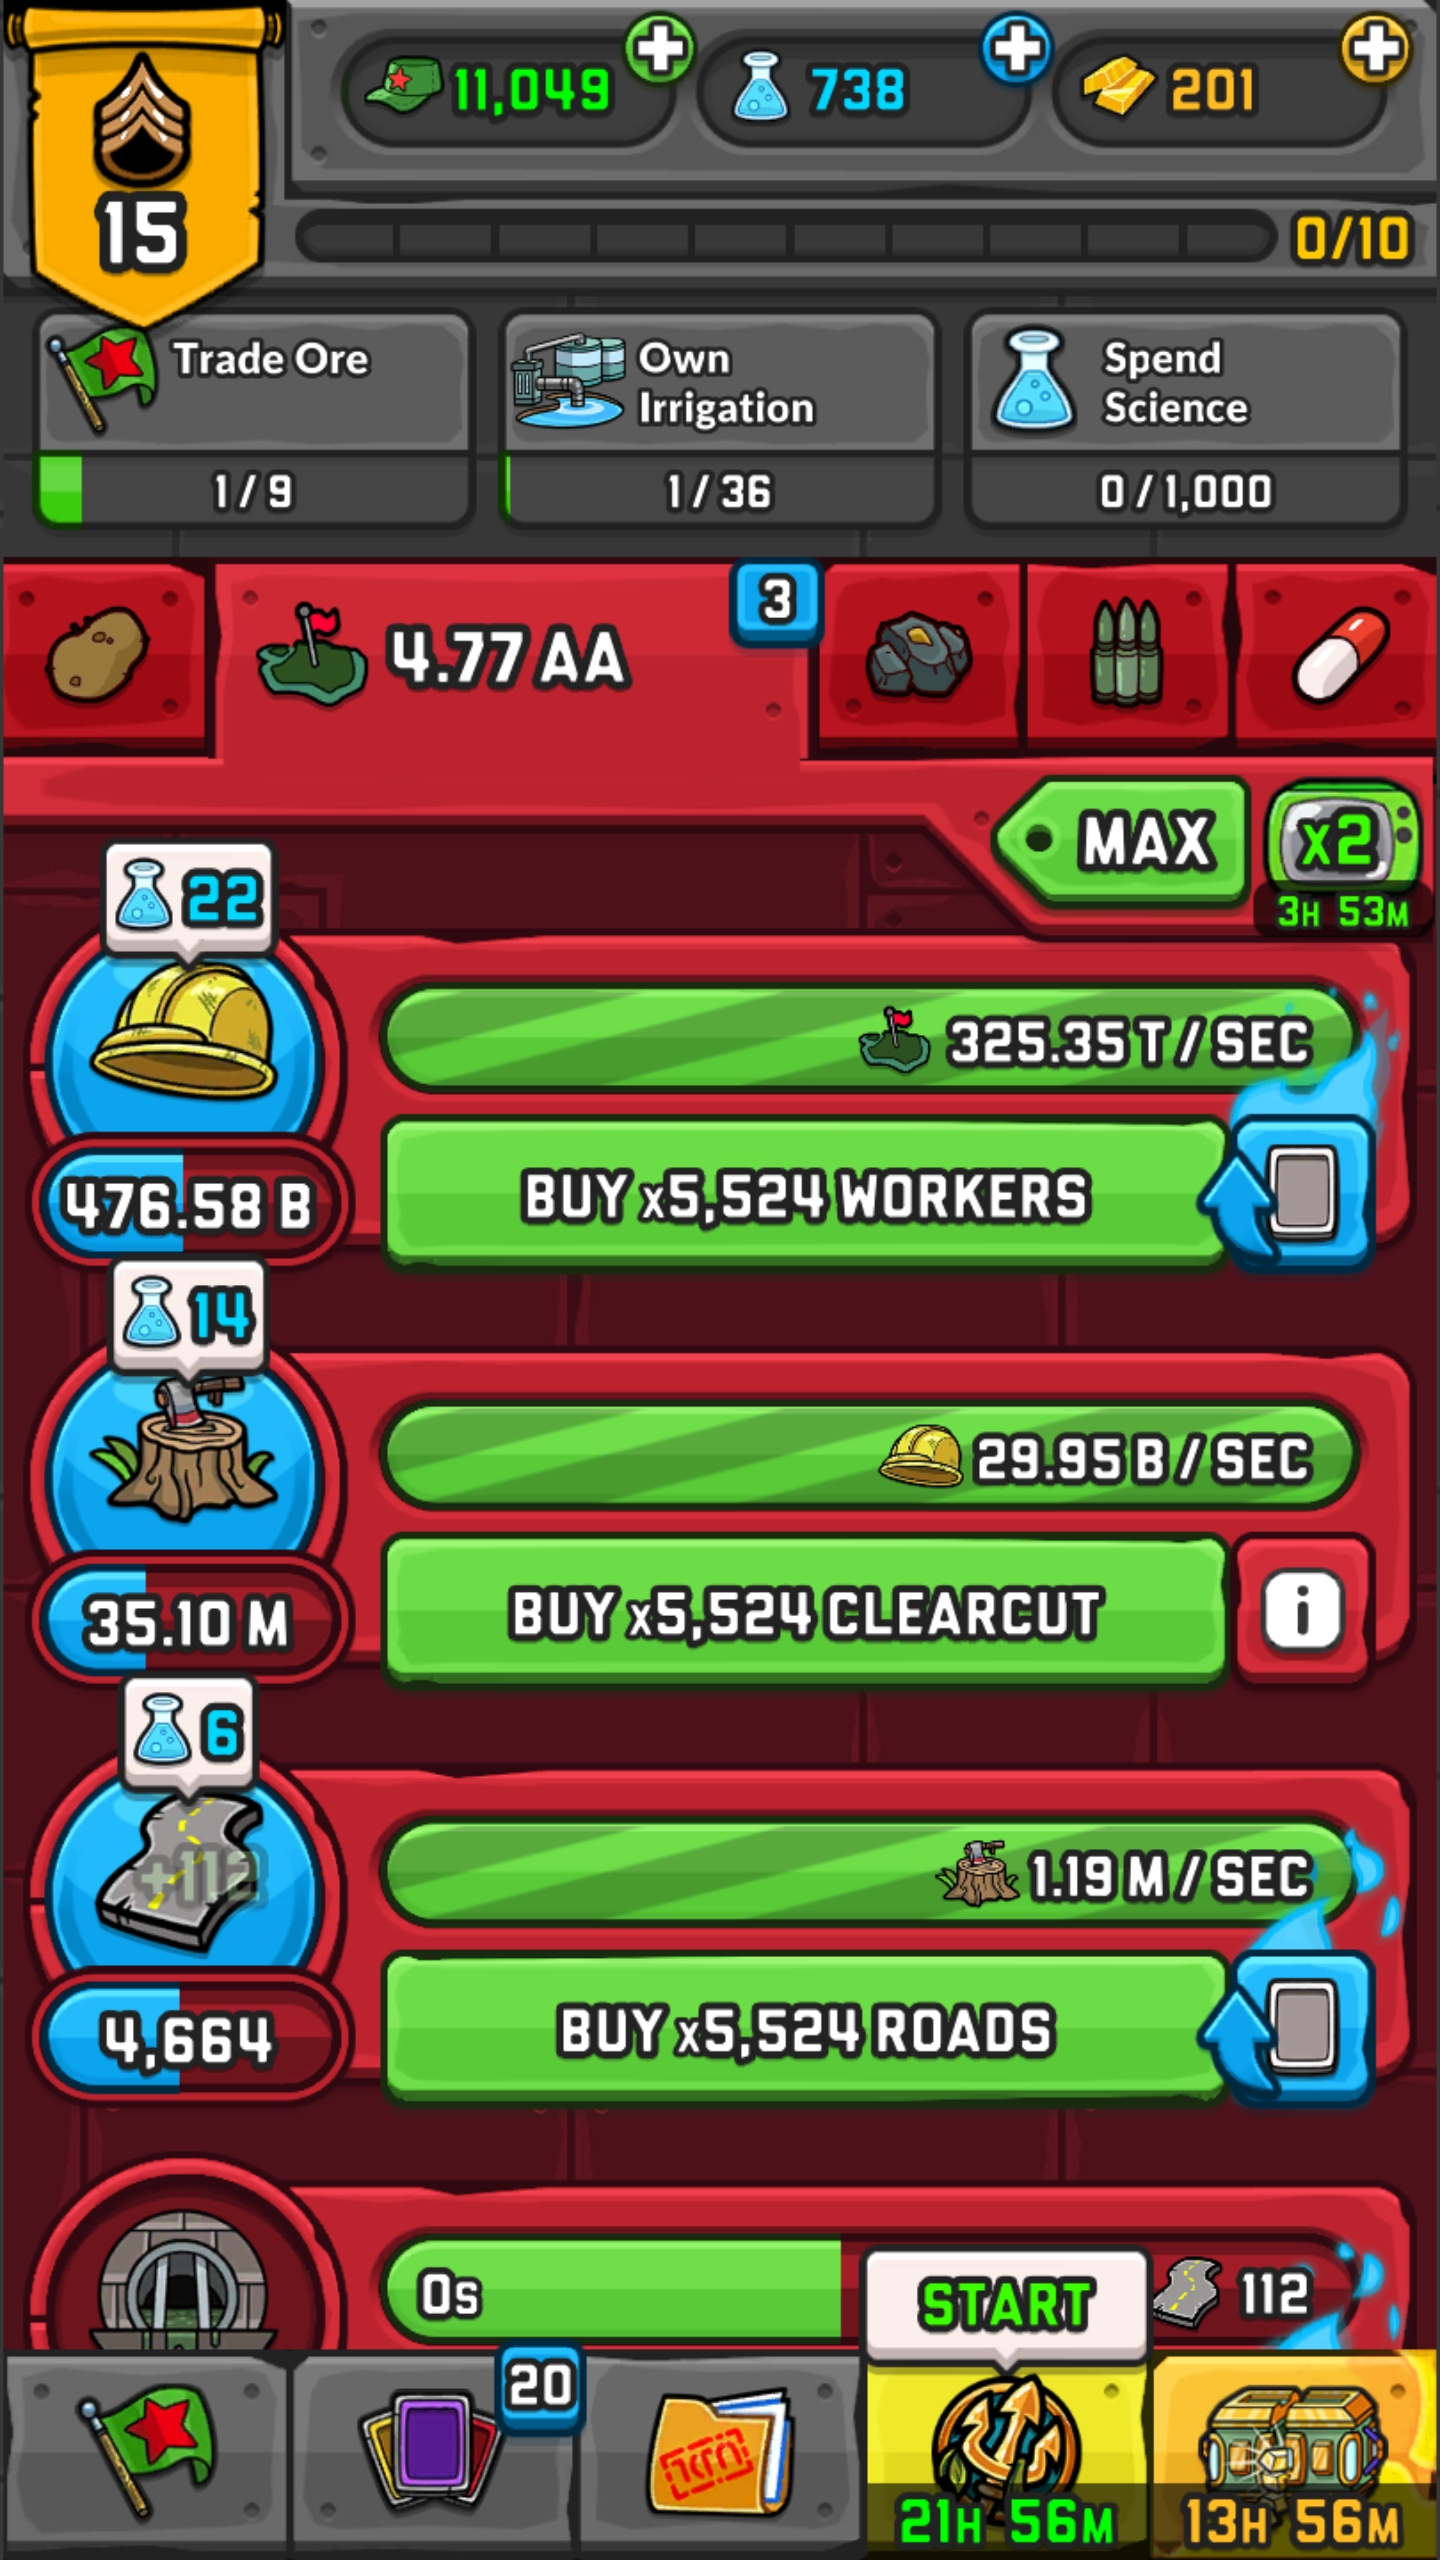 11,049
738
201
15
0/10
Trade Ore
1/9
Own
Irrigation
1/36
Spend
Science
0/1,000
4.77 AA
3
MAX
x2
3H 53M
22
325.35 T / SEC
476.58 B
BUY x5,524 WORKERS
14
29.95 B / SEC
35.10 M
BUY x5,524 CLEARCUT
i
6
+112
1.19 M / SEC
4,664
BUY x5,524 ROADS
0s
START
112
20
21H 56M
13H 56M